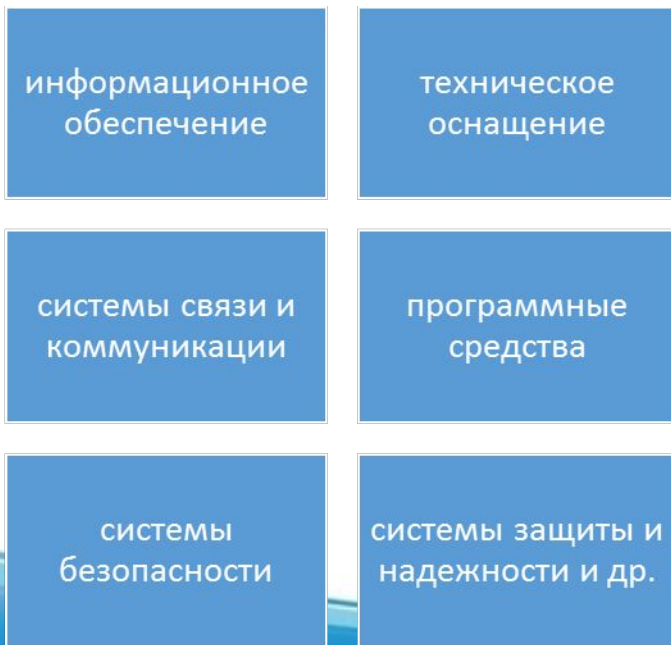 информационное
обеспечение
техническое
оснащение
системы связи и
коммуникации
программные
средства
системы
безопасности
системы защиты и
надежности и др.